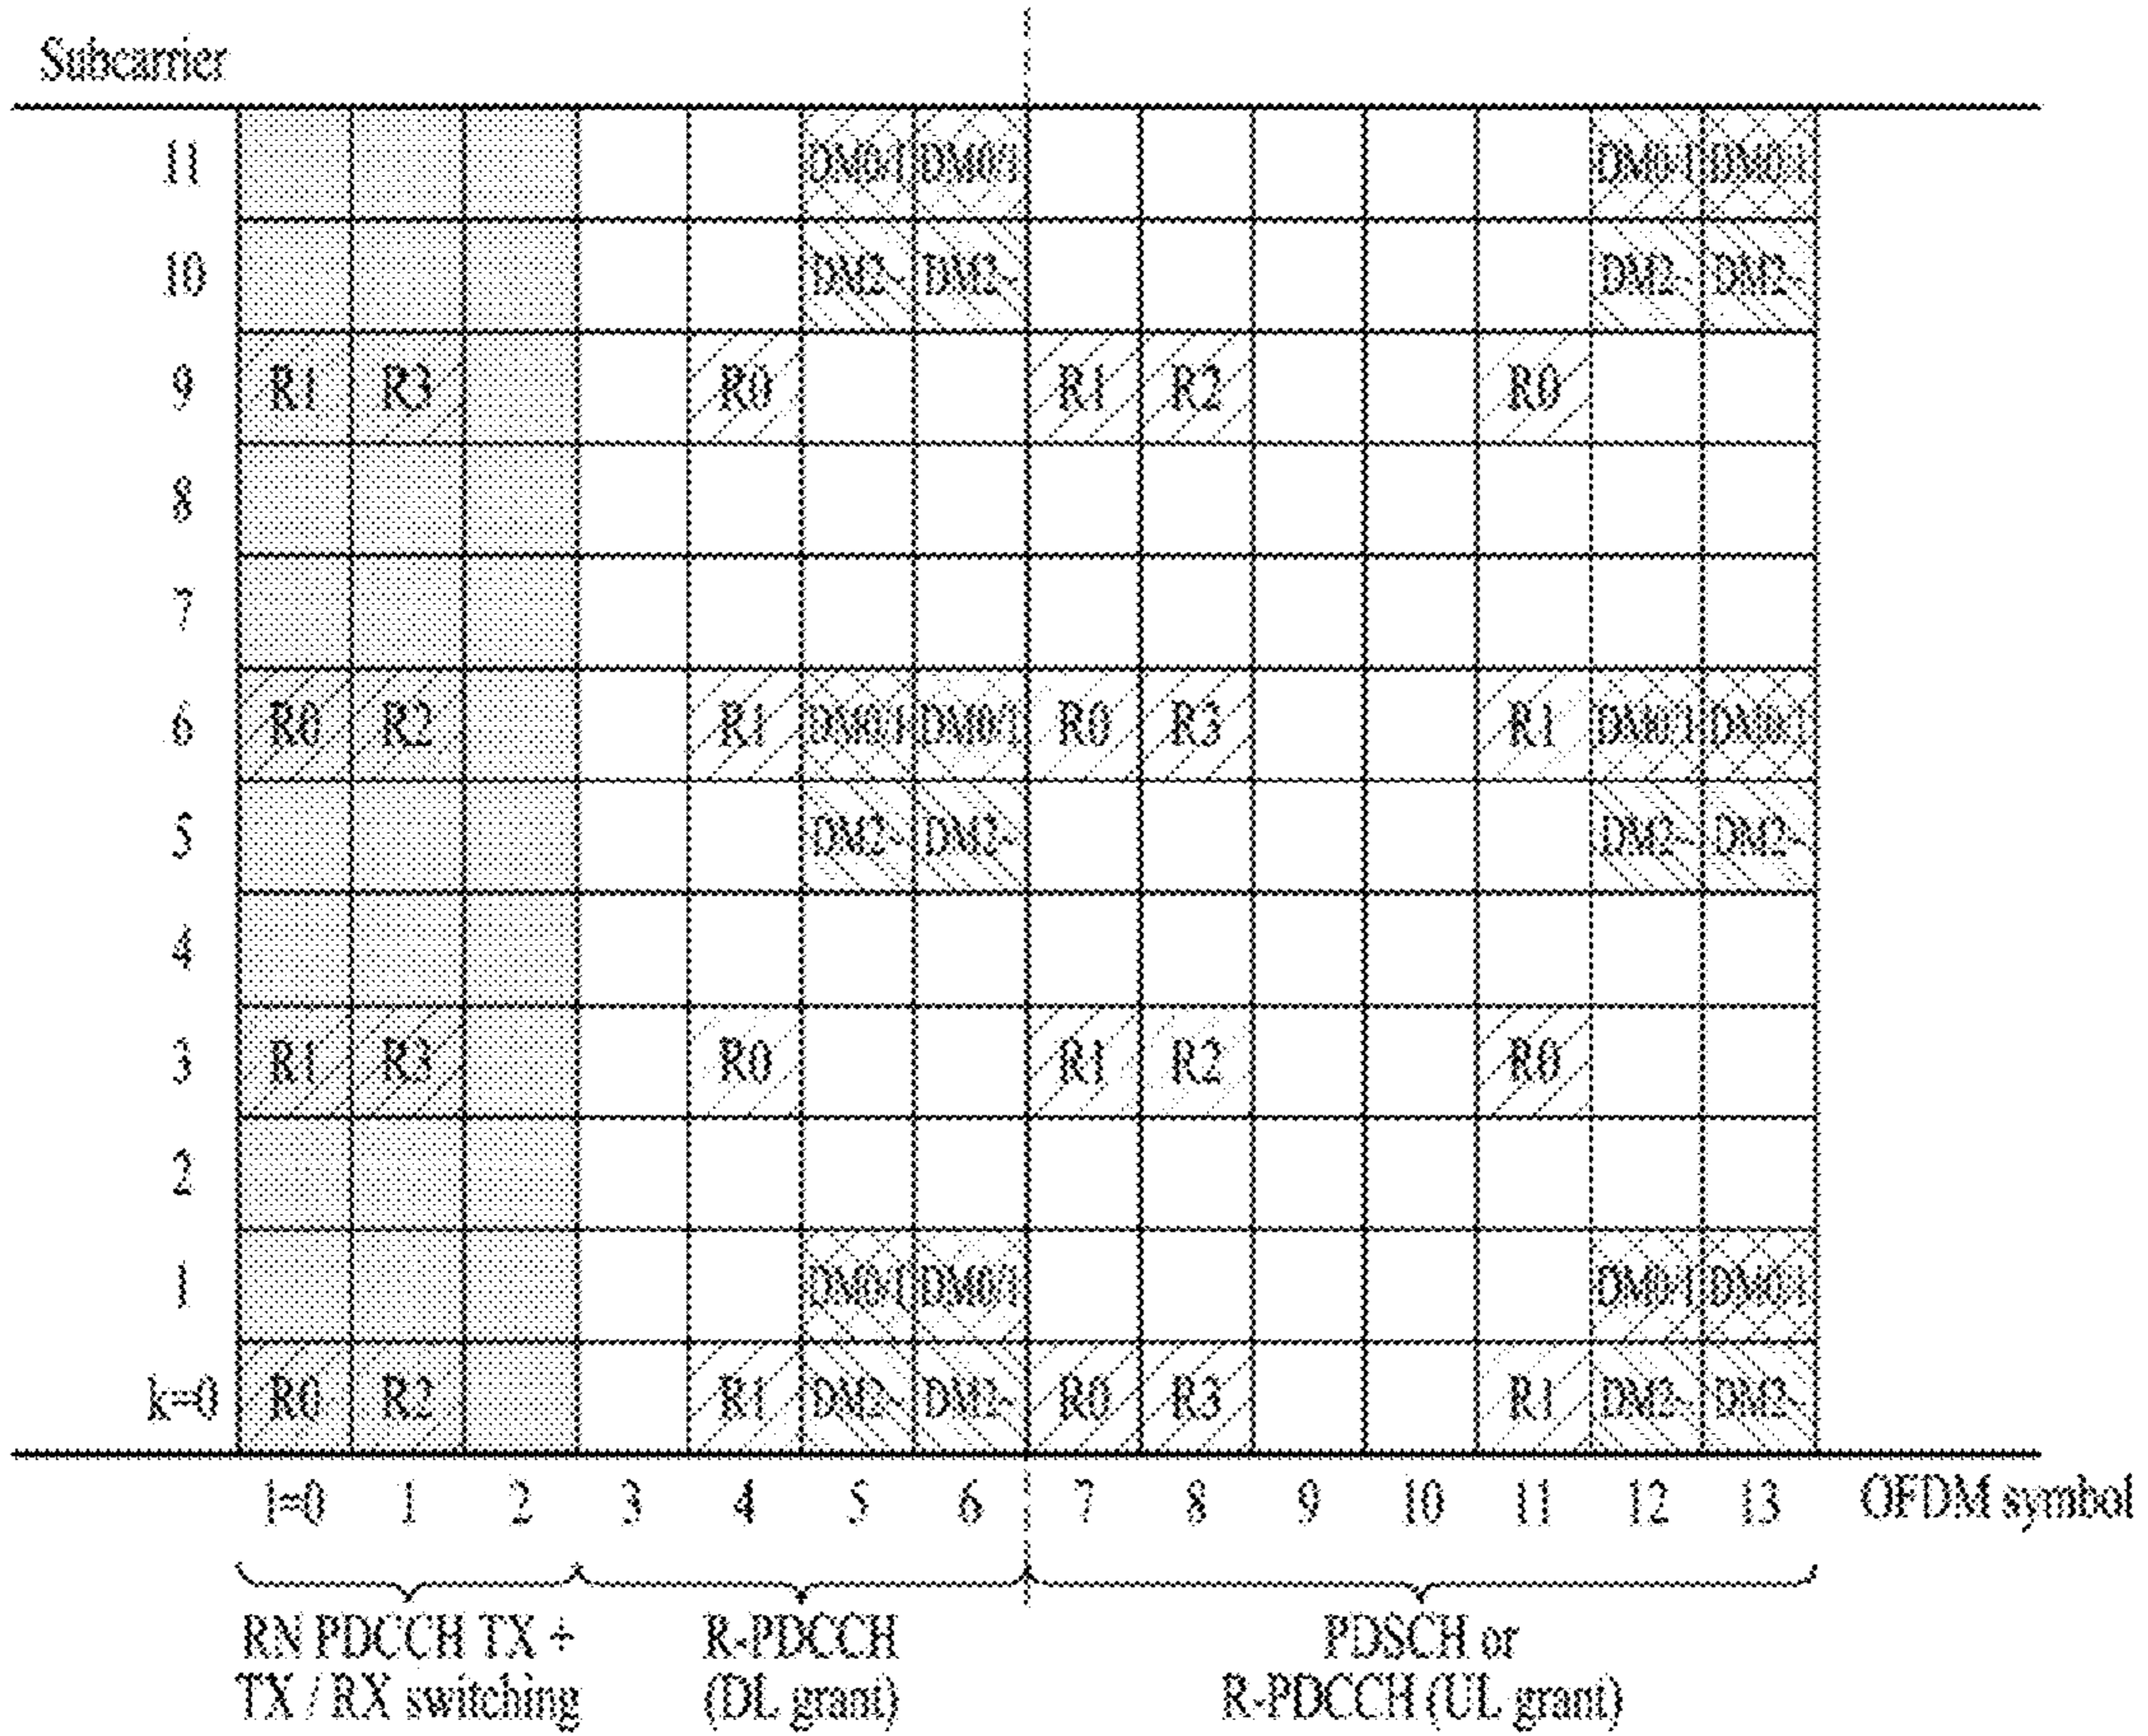 Subcarrier
11 DM0/1 DM0/1 DM0/1 DM0/1
10 DM2~ DM2~ DM2~ DM2~
9 R1 R3 R0 R1 R2 R0
8
7
6 R0 R2 R1 DM0/1 DM0/1 R0 R3 R1 DM0/1 DM0/1
5 DM2~ DM2~ DM2~ DM2~
4
3 R1 R3 R0 R1 R2 R0
2
1 DM0/1 DM0/1 DM0/1 DM0/1
k=0 R0 R2 R1 DM2~ DM2~ R0 R3 R1 DM2~ DM2~
l=0 1 2 3 4 5 6 7 8 9 10 11 12 13 OFDM symbol
RN PDCCH TX +
TX / RX switching
R-PDCCH
(DL grant)
PDSCH or
R-PDCCH (UL grant)